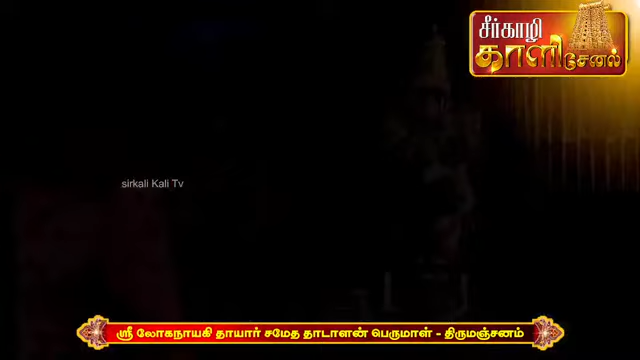 சீர்காழி
காளி சேனல்
sirkali Kali Tv
ஸ்ரீ லோகநாயகி தாயார் சமேத தாடாளன் பெருமாள் - திருமஞ்சனம்